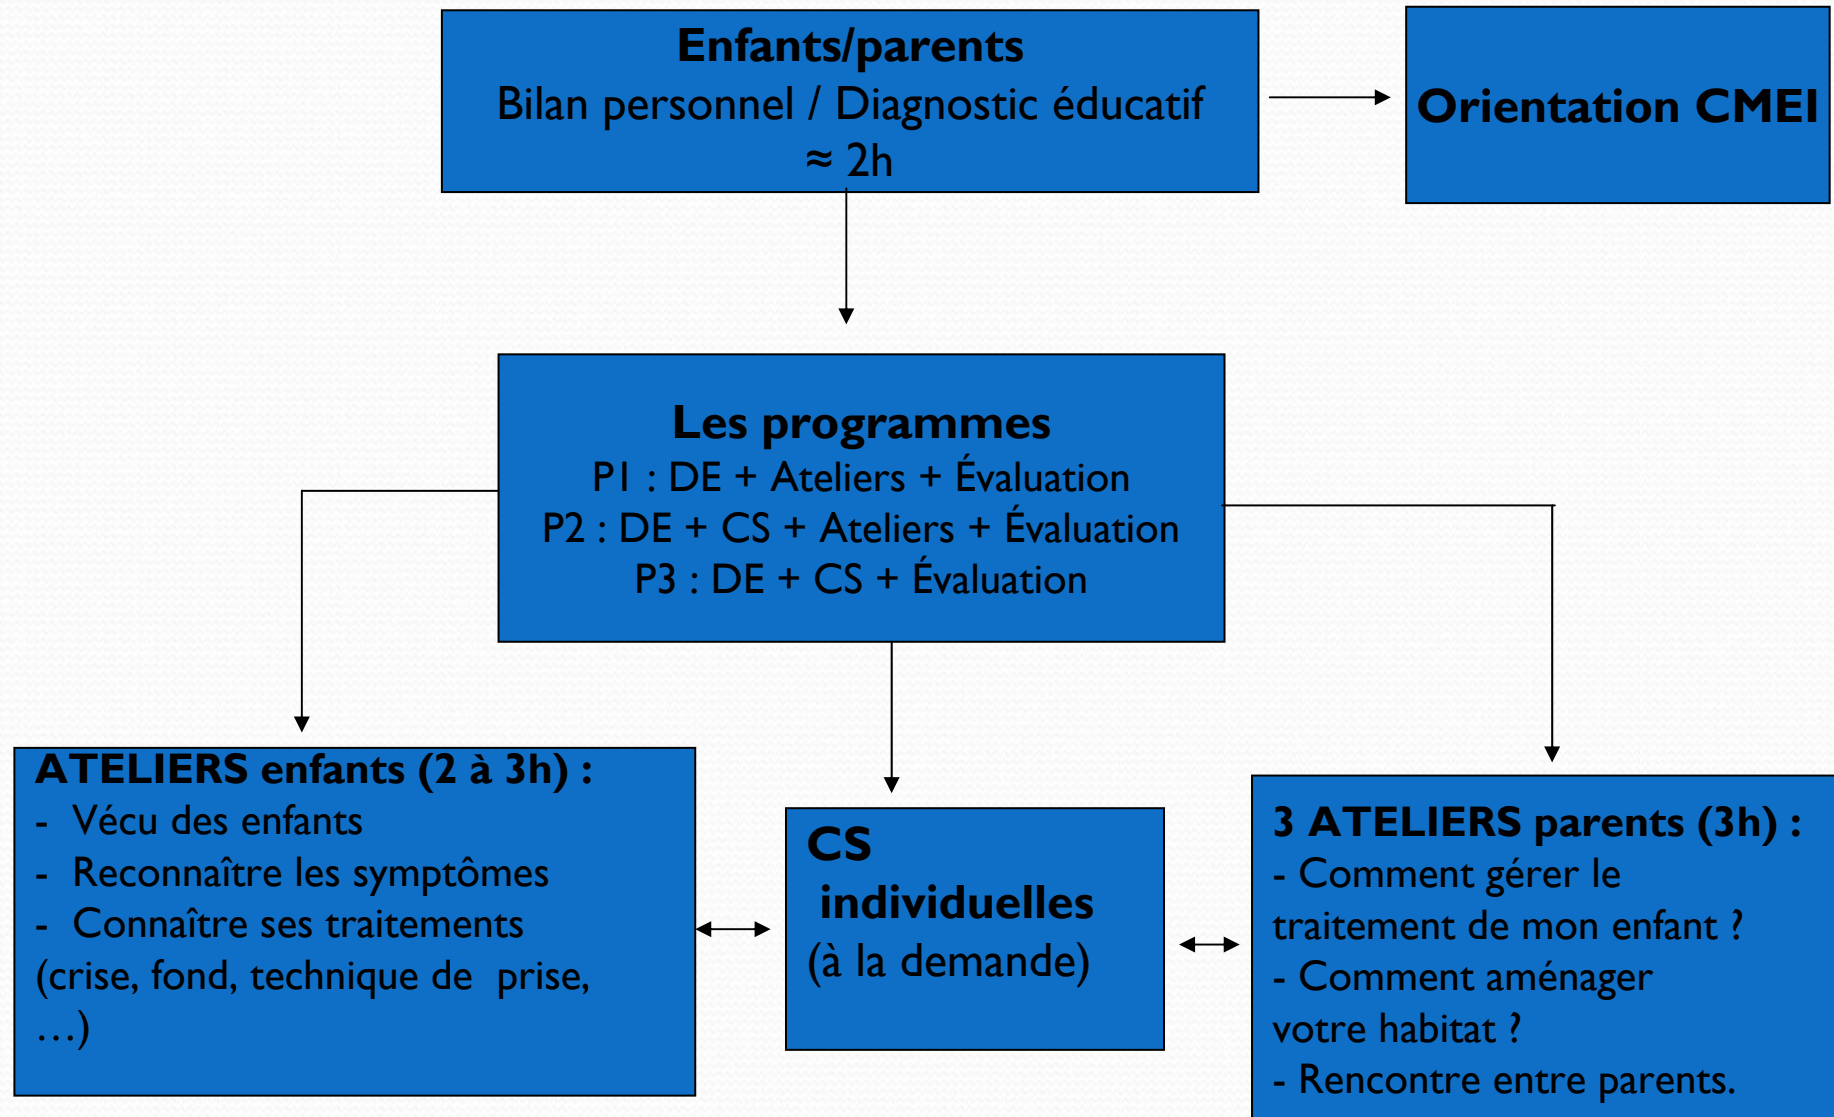 Enfants/parents
Bilan personnel / Diagnostic éducatif
≈ 2h
Orientation CMEI
Les programmes
P1 : DE + Ateliers + Évaluation
P2 : DE + CS + Ateliers + Évaluation
P3 : DE + CS + Évaluation
ATELIERS enfants (2 à 3h) :
- Vécu des enfants
- Reconnaître les symptômes
- Connaître ses traitements
(crise, fond, technique de prise,
…)
CS
individuelles
(à la demande)
3 ATELIERS parents (3h) :
- Comment gérer le
traitement de mon enfant ?
- Comment aménager
votre habitat ?
- Rencontre entre parents.